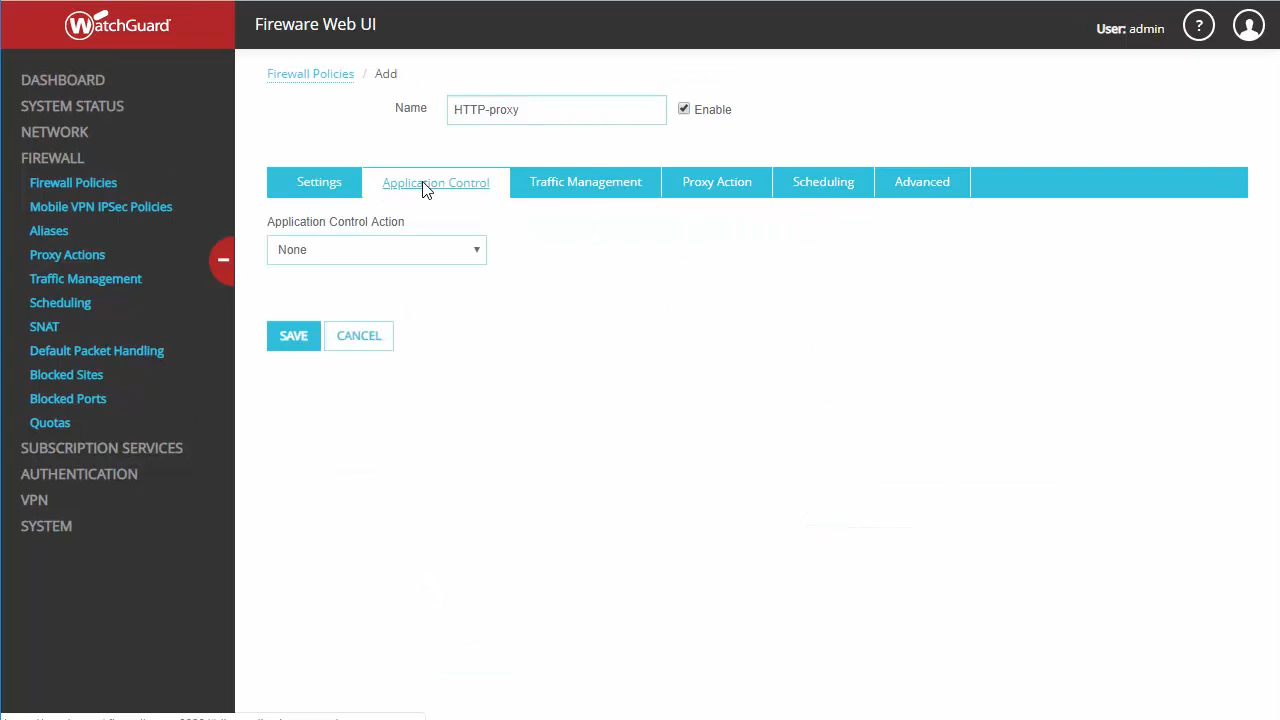 WatchGuard
Fireware Web UI
User: admin
?
DASHBOARD
SYSTEM STATUS
NETWORK
FIREWALL
Firewall Policies
Mobile VPN IPSec Policies
Aliases
Proxy Actions
Traffic Management
Scheduling
SNAT
Default Packet Handling
Blocked Sites
Blocked Ports
Quotas
SUBSCRIPTION SERVICES
AUTHENTICATION
VPN
SYSTEM
Firewall Policies / Add
Name HTTP-proxy Enable
Settings Application Control Traffic Management Proxy Action Scheduling Advanced
Application Control Action
None
SAVE CANCEL